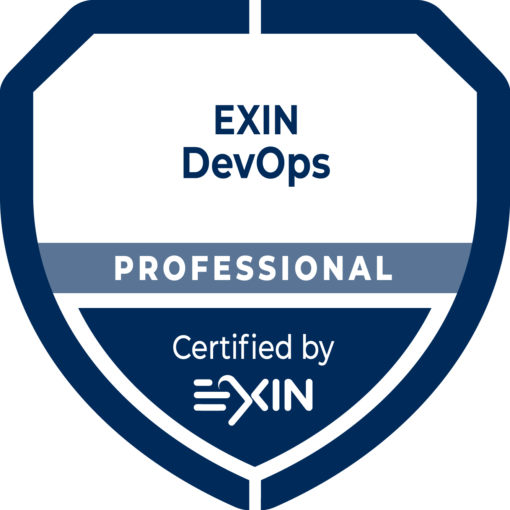 EXIN
DevOps
PROFESSIONAL
Certified by
EXIN